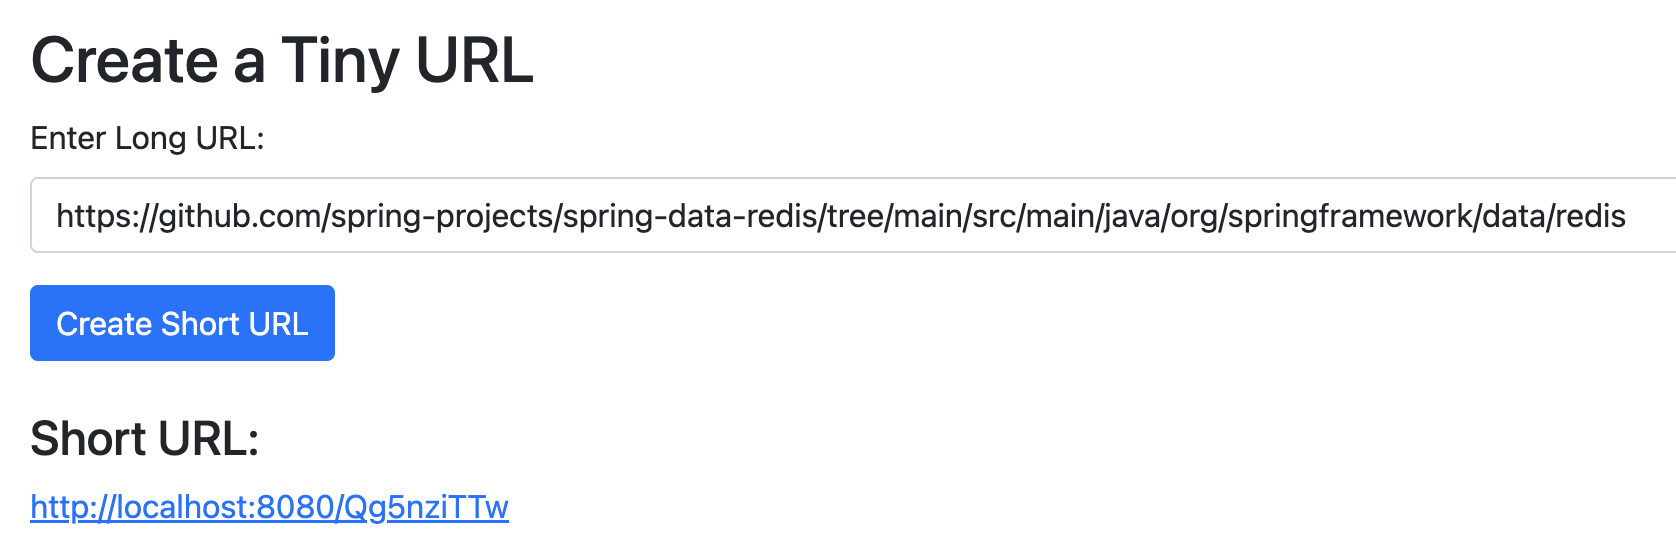 Create a Tiny URL
Enter Long URL:
https://github.com/spring-projects/spring-data-redis/tree/main/src/main/java/org/springframework/data/redis
Create Short URL
Short URL:
http://localhost:8080/Qg5nziTTw